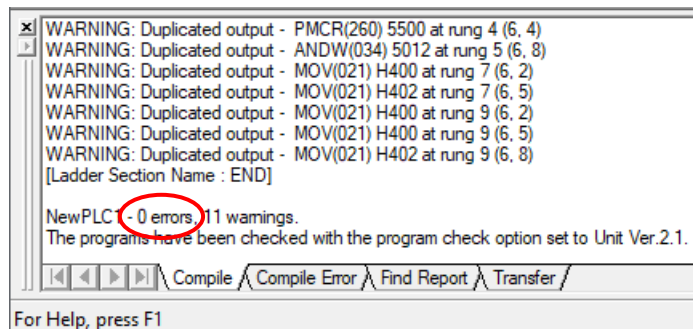 WARNING: Duplicated output - PMCR(260) 5500 at rung 4 (6, 4)
WARNING: Duplicated output - ANDW(034) 5012 at rung 5 (6, 8)
WARNING: Duplicated output - MOV(021) H400 at rung 7 (6, 2)
WARNING: Duplicated output - MOV(021) H402 at rung 7 (6, 5)
WARNING: Duplicated output - MOV(021) H400 at rung 9 (6, 2)
WARNING: Duplicated output - MOV(021) H400 at rung 9 (6, 5)
WARNING: Duplicated output - MOV(021) H402 at rung 9 (6, 8)
[Ladder Section Name : END]
NewPLC1 - 0 errors, 11 warnings.
The programs have been checked with the program check option set to Unit Ver.2.1.
Compile Compile Error Find Report Transfer
For Help, press F1